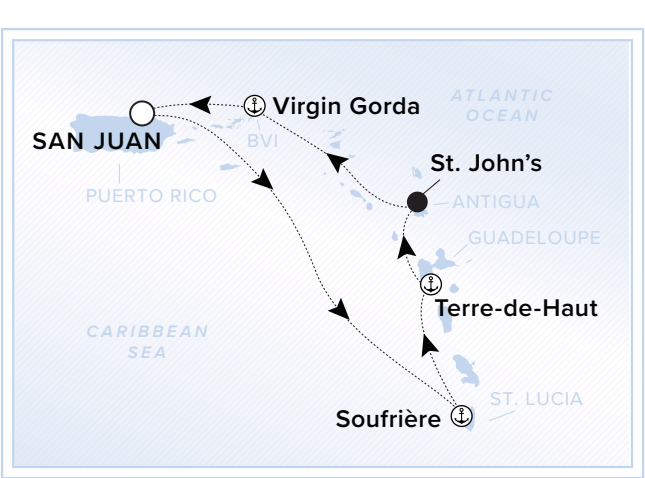 ATLANTIC
OCEAN
Virgin Gorda
SAN JUAN
BVI
St. John's
PUERTO RICO
ANTIGUA
GUADELOUPE
Terre-de-Haut
CARIBBEAN
SEA
ST. LUCIA
Soufrière